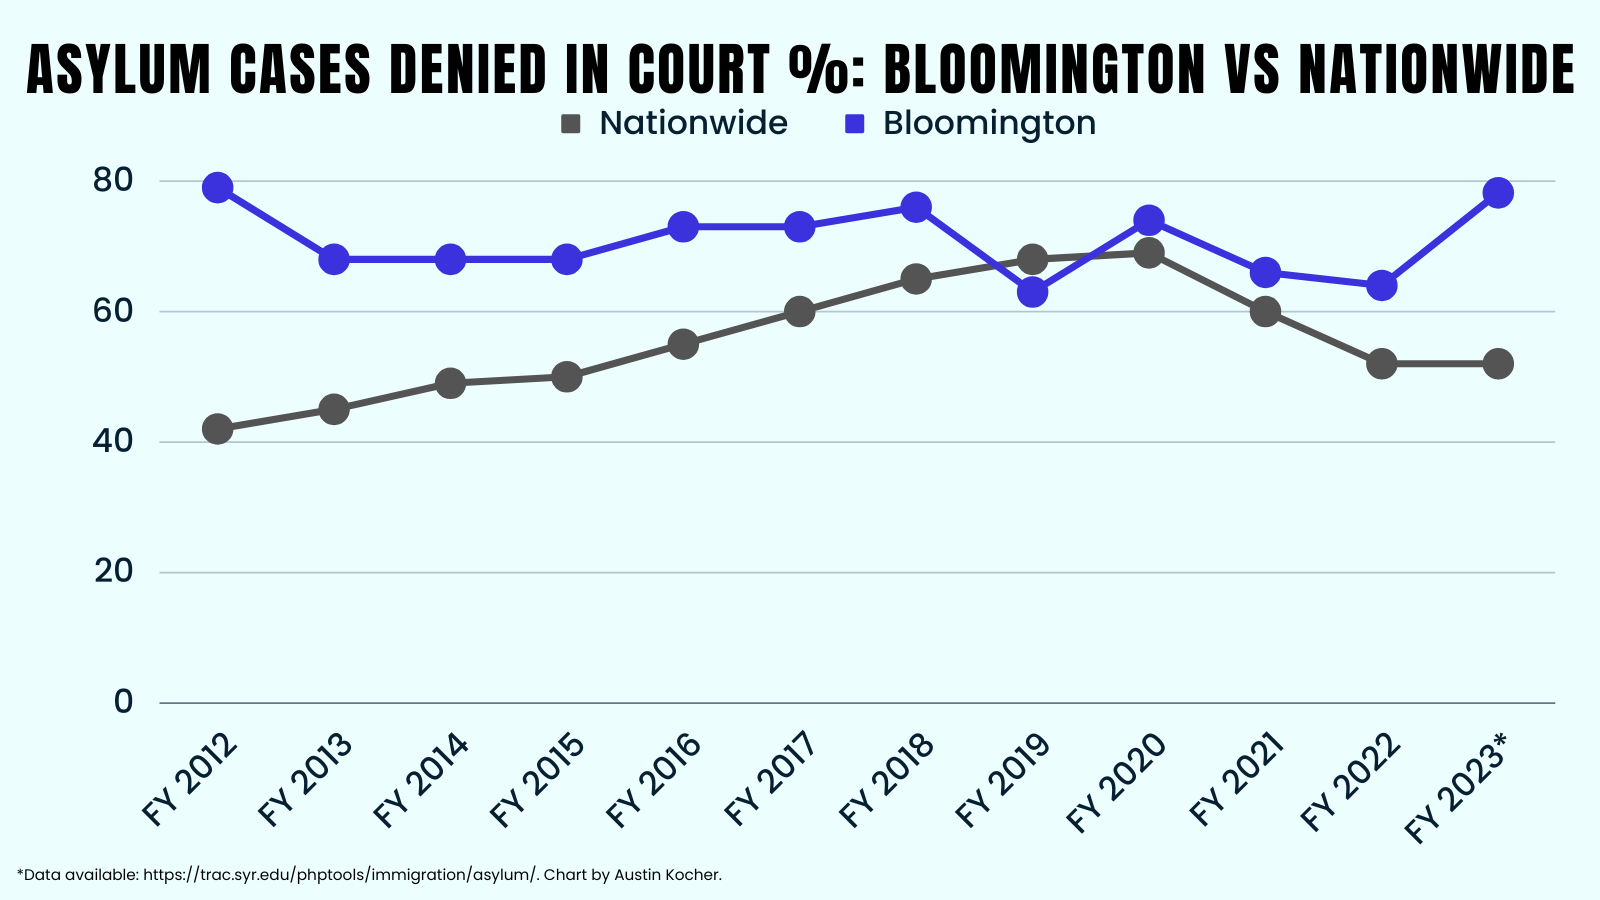 ASYLUM CASES DENIED IN COURT %: BLOOMINGTON VS NATIONWIDE
Nationwide Bloomington
80
60
40
20
0
FY 2012 FY 2013 FY 2014 FY 2015 FY 2016 FY 2017 FY 2018 FY 2019 FY 2020 FY 2021 FY 2022 FY 2023*
*Data available: https://trac.syr.edu/phptools/immigration/asylum/. Chart by Austin Kocher.